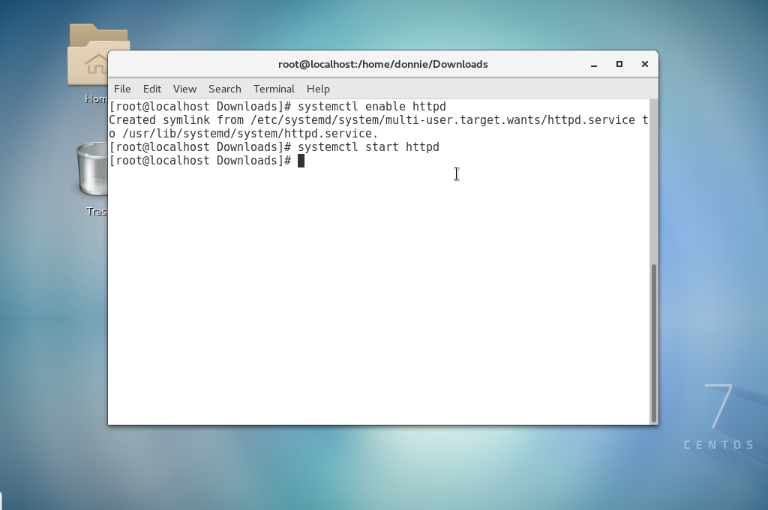 root@localhost:/home/donnie/Downloads
File Edit View Search Terminal Help
[root@localhost Downloads]# systemctl enable httpd
Created symlink from /etc/systemd/system/multi-user.target.wants/httpd.service t
o /usr/lib/systemd/system/httpd.service.
[root@localhost Downloads]# systemctl start httpd
[root@localhost Downloads]#
Hom
Tras
7
CENTOS